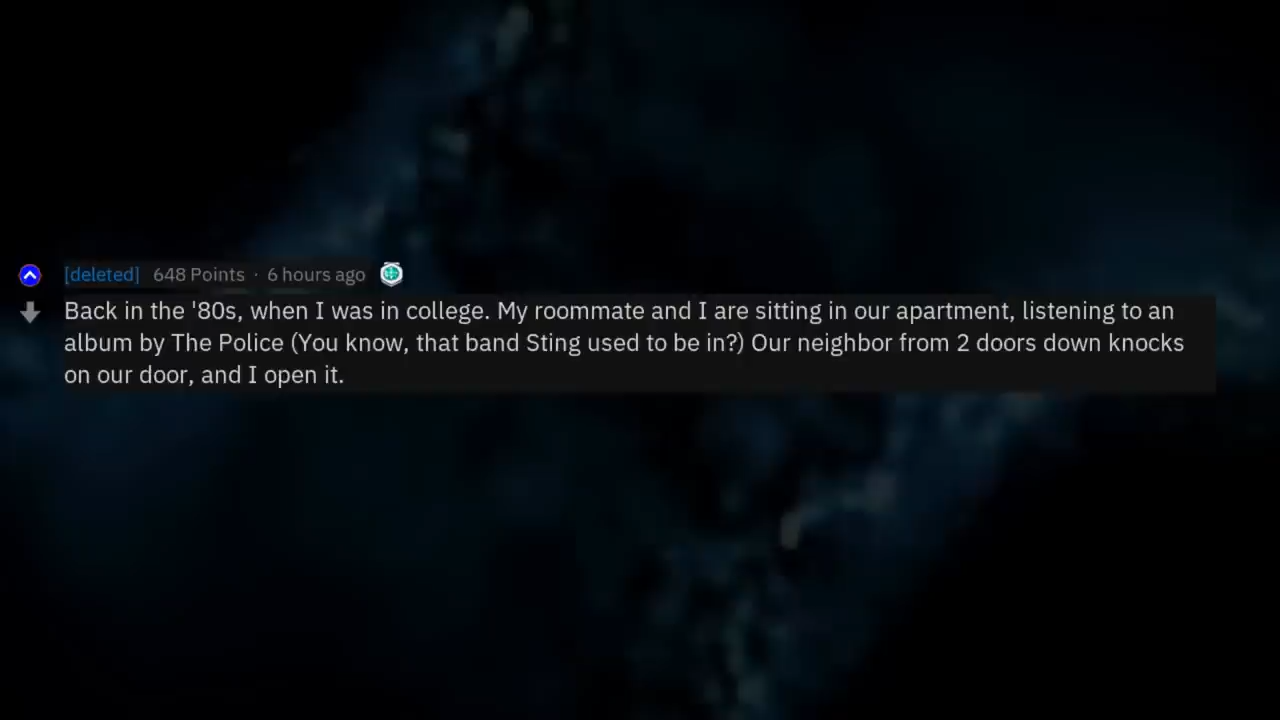 [deleted] 648 Points · 6 hours ago
Back in the '80s, when I was in college. My roommate and I are sitting in our apartment, listening to an
album by The Police (You know, that band Sting used to be in?) Our neighbor from 2 doors down knocks
on our door, and I open it.